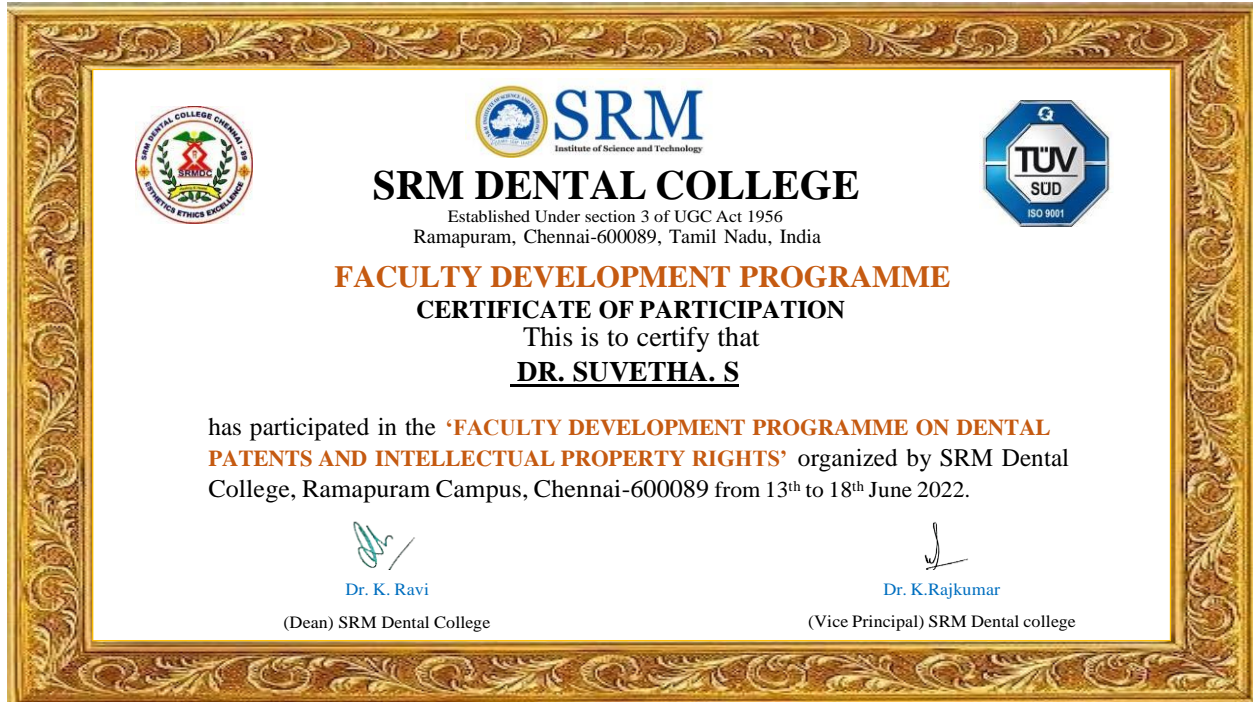 SRM DENTAL COLLEGE CHENNAI - 89
SRMDC
ESTHETICS ETHICS EXCELLENCE
SRM
Institute of Science and Technology
TÜV
SÜD
ISO 9001
SRM DENTAL COLLEGE
Established Under section 3 of UGC Act 1956
Ramapuram, Chennai-600089, Tamil Nadu, India
FACULTY DEVELOPMENT PROGRAMME
CERTIFICATE OF PARTICIPATION
This is to certify that
DR. SUVETHA. S
has participated in the ‘FACULTY DEVELOPMENT PROGRAMME ON DENTAL
PATENTS AND INTELLECTUAL PROPERTY RIGHTS’ organized by SRM Dental
College, Ramapuram Campus, Chennai-600089 from 13th to 18th June 2022.
Dr. K. Ravi
(Dean) SRM Dental College
Dr. K.Rajkumar
(Vice Principal) SRM Dental college